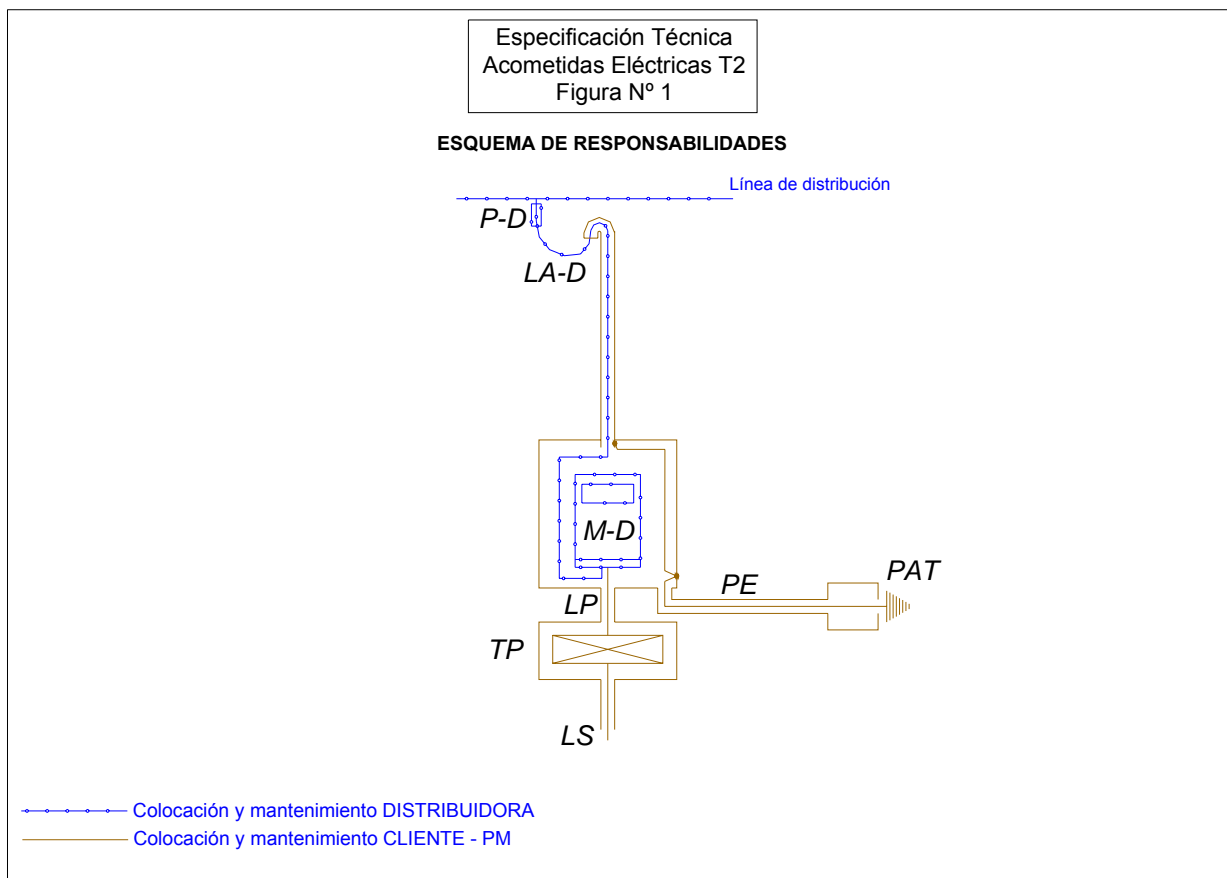 Especificación Técnica
Acometidas Eléctricas T2
Figura Nº 1
ESQUEMA DE RESPONSABILIDADES
Línea de distribución
P-D
LA-D
M-D
LP
PE
PAT
TP
LS
Colocación y mantenimiento DISTRIBUIDORA
Colocación y mantenimiento CLIENTE - PM